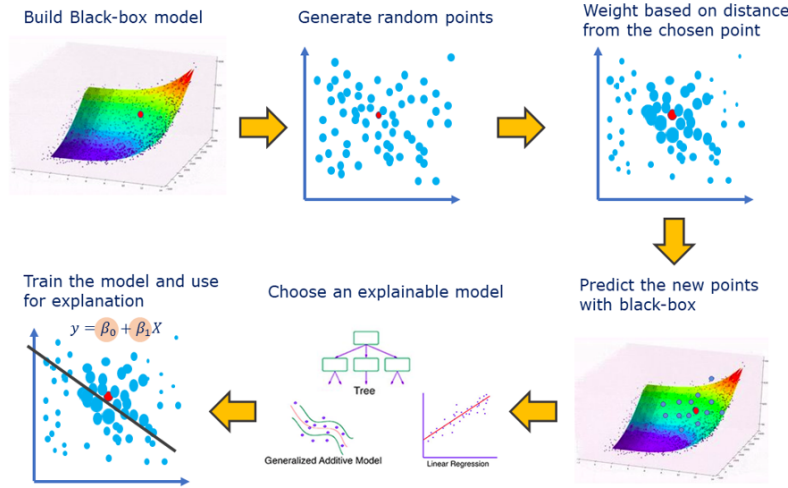 Build Black-box model
Generate random points
Weight based on distance
from the chosen point
Predict the new points
with black-box
Choose an explainable model
Tree
Generalized Additive Model
Linear Regression
Train the model and use
for explanation
y = β₀ + β₁X